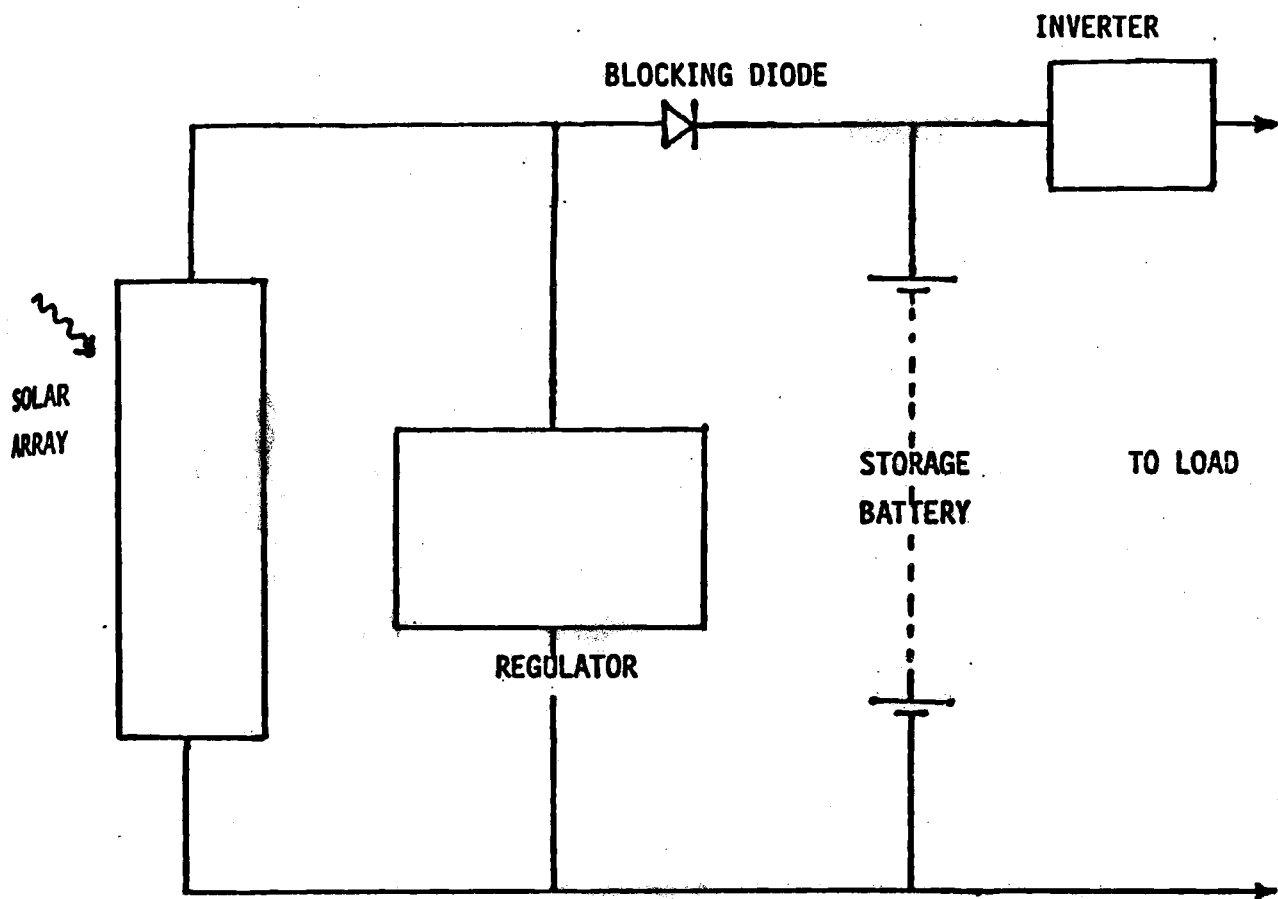 INVERTER
BLOCKING DIODE
SOLAR
ARRAY
STORAGE
BATTERY
TO LOAD
REGULATOR